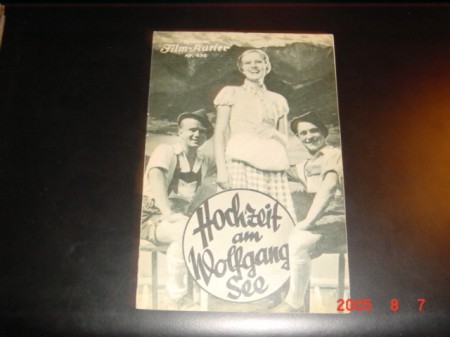 Film-Kurier
Hochzeit
am
Wolfgang
See
2005 8 7